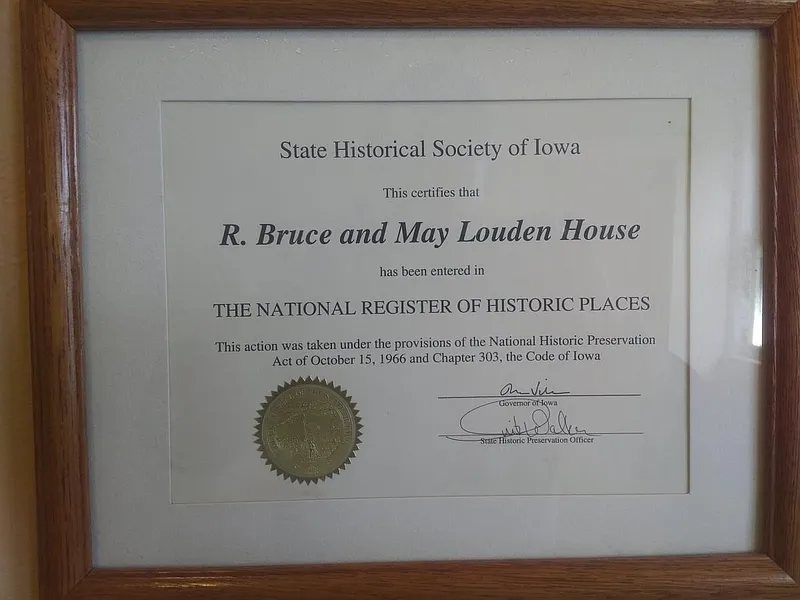 State Historical Society of Iowa
This certifies that
R. Bruce and May Louden House
has been entered in
THE NATIONAL REGISTER OF HISTORIC PLACES
This action was taken under the provisions of the National Historic Preservation
Act of October 15, 1966 and Chapter 303, the Code of Iowa
Governor of Iowa
State Historic Preservation Officer